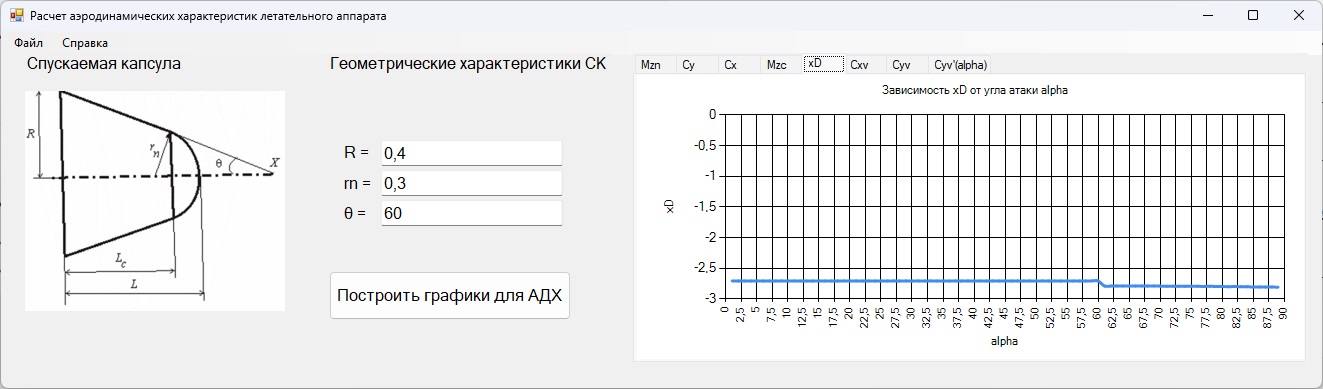 Расчет аэродинамических характеристик летательного аппарата
Файл Справка
Спускаемая капсула
R
rn
θ
X
Lc
L
Геометрические характеристики СК
R = 0,4
rn = 0,3
θ = 60
Построить графики для АДХ
Mzn Cy Cx Mzc xD Cxv Cyv Cyv'(alpha)
Зависимость xD от угла атаки alpha
xD
0
-0,5
-1
-1,5
-2
-2,5
-3
0 2,5 5 7,5 10 12,5 15 17,5 20 22,5 25 27,5 30 32,5 35 37,5 40 42,5 45 47,5 50 52,5 55 57,5 60 62,5 65 67,5 70 72,5 75 77,5 80 82,5 85 87,5 90
alpha